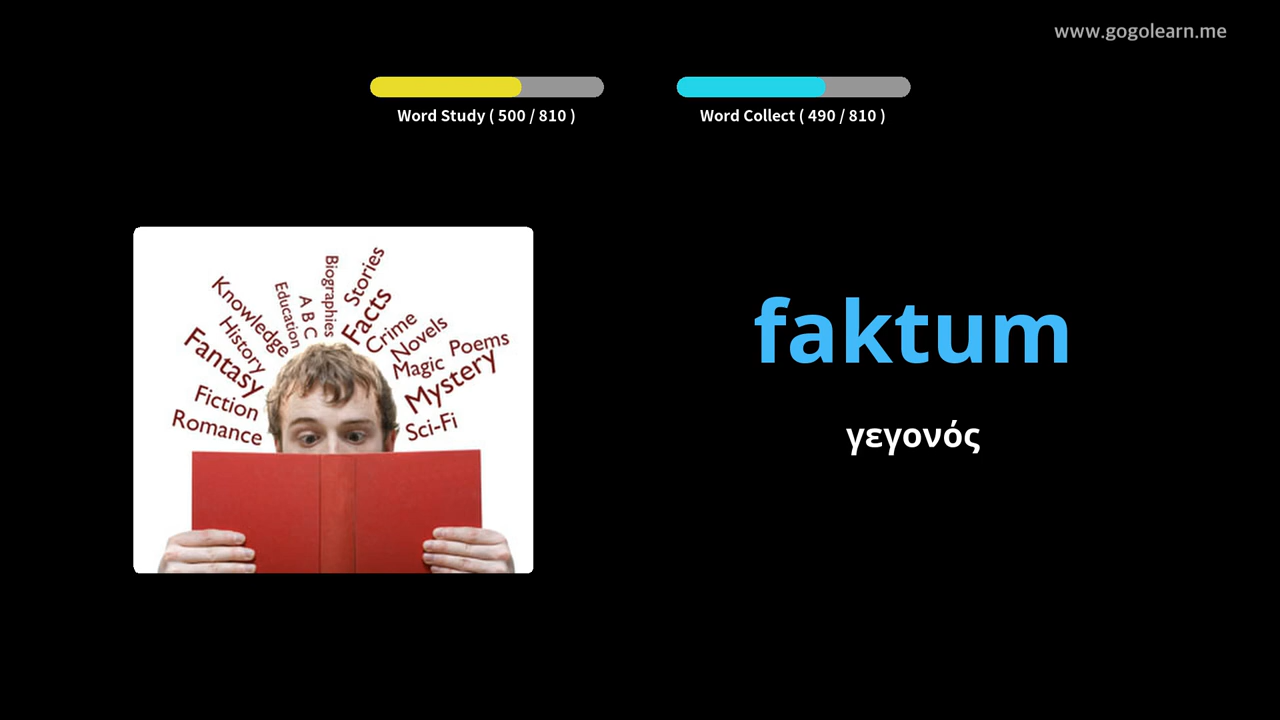 www.gogolearn.me
Word Study ( 500 / 810 )
Word Collect ( 490 / 810 )
Biographies
Stories
Education
A B C
Facts
Knowledge
History
Crime
Novels
Poems
Fantasy
Magic
Mystery
Fiction
Romance
Sci-Fi
faktum
γεγονός